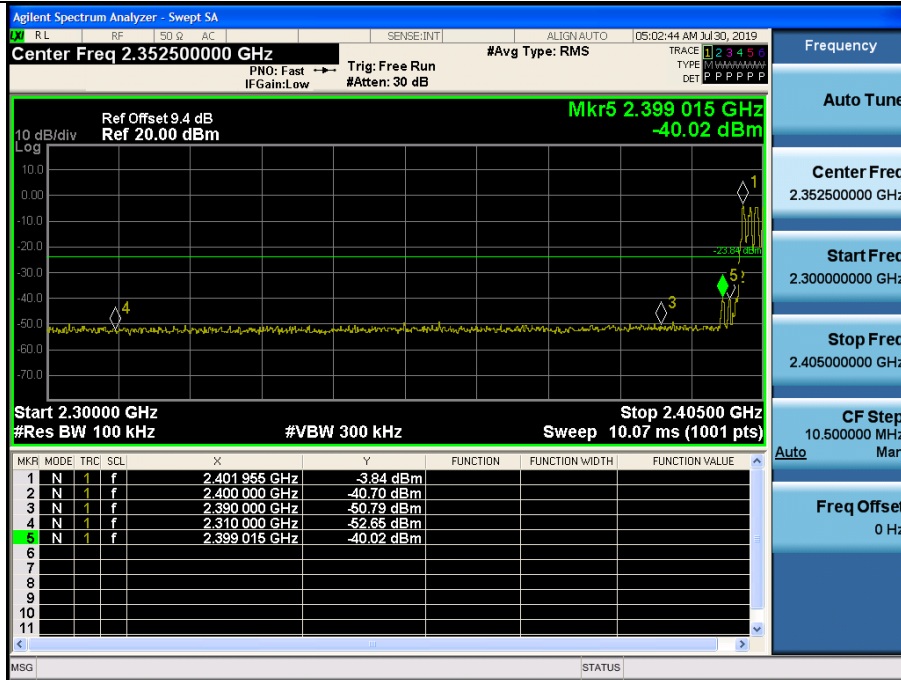 Agilent Spectrum Analyzer - Swept SA
LXI RL RF 50 Ω AC SENSE:INT ALIGN AUTO 05:02:44 AM Jul 30, 2019
Center Freq 2.352500000 GHz
PNO: Fast
IFGain:Low
Trig: Free Run
#Atten: 30 dB
#Avg Type: RMS
TRACE 1 2 3 4 5 6
TYPE M W W W W W
DET P P P P P P
Ref Offset 9.4 dB
10 dB/div Ref 20.00 dBm
Log
Mkr5 2.399 015 GHz
-40.02 dBm
10.0
0.00
-10.0
-20.0
-30.0
-40.0
-50.0
-60.0
-70.0
1
-23.84 dBm
5
3
4
Start 2.30000 GHz Stop 2.40500 GHz
#Res BW 100 kHz #VBW 300 kHz Sweep 10.07 ms (1001 pts)
MKR MODE TRC SCL X Y FUNCTION FUNCTION WIDTH FUNCTION VALUE
1 N 1 f 2.401 955 GHz -3.84 dBm
2 N 1 f 2.400 000 GHz -40.70 dBm
3 N 1 f 2.390 000 GHz -50.79 dBm
4 N 1 f 2.310 000 GHz -52.65 dBm
5 N 1 f 2.399 015 GHz -40.02 dBm
6
7
8
9
10
11
MSG STATUS
Frequency
Auto Tune
Center Freq
2.352500000 GHz
Start Freq
2.300000000 GHz
Stop Freq
2.405000000 GHz
CF Step
10.500000 MHz
Auto Man
Freq Offset
0 Hz